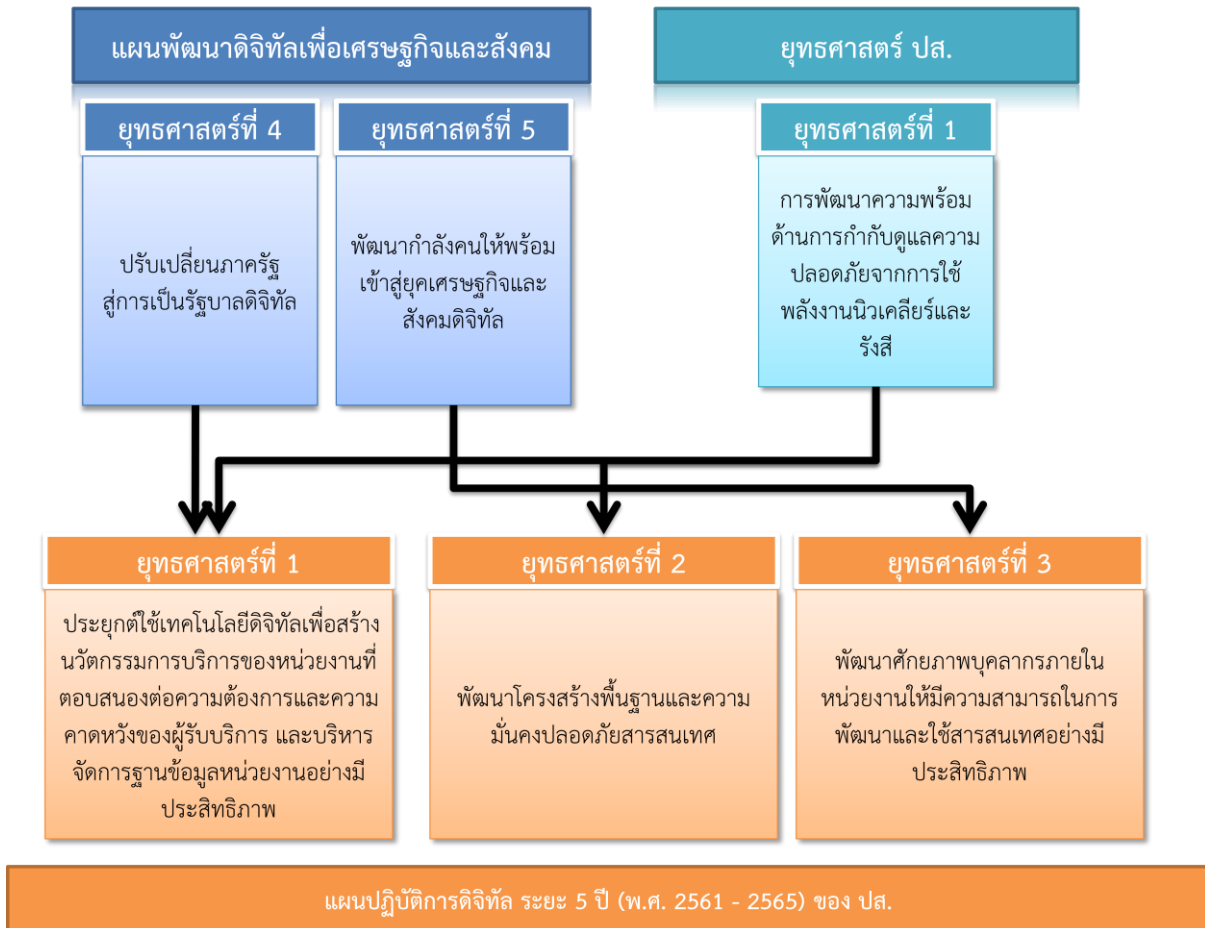 แผนพัฒนาดิจิทัลเพื่อเศรษฐกิจและสังคม
ยุทธศาสตร์ที่ 4
ปรับเปลี่ยนภาครัฐ
สู่การเป็นรัฐบาลดิจิทัล
ยุทธศาสตร์ที่ 5
พัฒนากำลังคนให้พร้อม
เข้าสู่ยุคเศรษฐกิจและ
สังคมดิจิทัล
ยุทธศาสตร์ ปส.
ยุทธศาสตร์ที่ 1
การพัฒนาความพร้อม
ด้านการกำกับดูแลความ
ปลอดภัยจากการใช้
พลังงานนิวเคลียร์และ
รังสี
ยุทธศาสตร์ที่ 1
ประยุกต์ใช้เทคโนโลยีดิจิทัลเพื่อสร้าง
นวัตกรรมการบริการของหน่วยงานที่
ตอบสนองต่อความต้องการและความ
คาดหวังของผู้รับบริการ และบริหาร
จัดการฐานข้อมูลหน่วยงานอย่างมี
ประสิทธิภาพ
ยุทธศาสตร์ที่ 2
พัฒนาโครงสร้างพื้นฐานและความ
มั่นคงปลอดภัยสารสนเทศ
ยุทธศาสตร์ที่ 3
พัฒนาศักยภาพบุคลากรภายใน
หน่วยงานให้มีความสามารถในการ
พัฒนาและใช้สารสนเทศอย่างมี
ประสิทธิภาพ
แผนปฏิบัติการดิจิทัล ระยะ 5 ปี (พ.ศ. 2561 - 2565) ของ ปส.